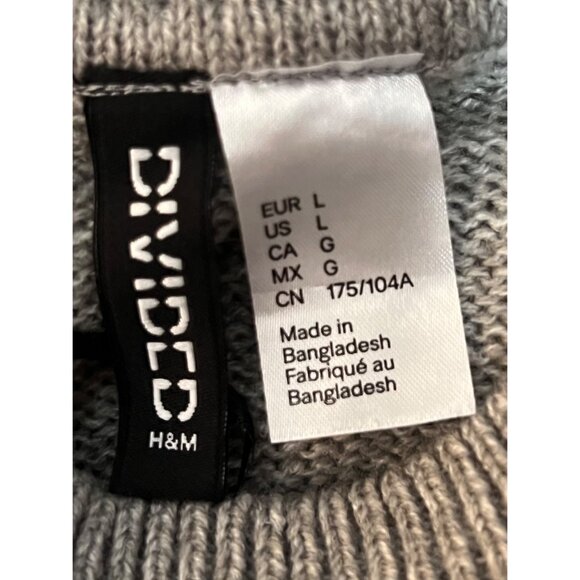 DIVIDED
H&M
EUR L
US L
CA G
MX G
CN 175/104A
Made in
Bangladesh
Fabriqué au
Bangladesh